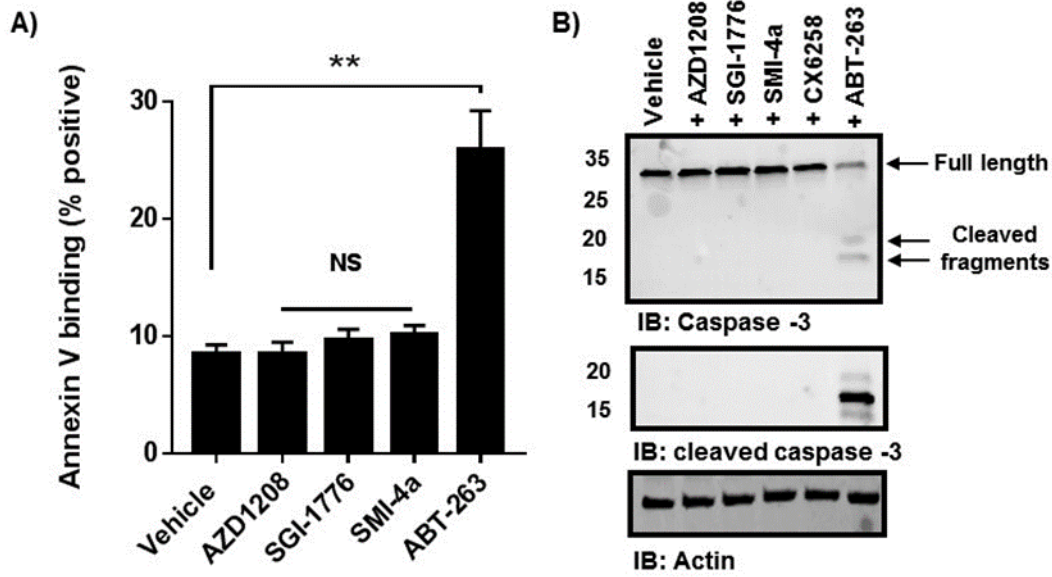 A)
Annexin V binding (% positive)
30
20
10
0
**
NS
Vehicle
AZD1208
SGI-1776
SMI-4a
ABT-263
B)
Vehicle
+ AZD1208
+ SGI-1776
+ SMI-4a
+ CX6258
+ ABT-263
35
25
20
15
Full length
Cleaved
fragments
IB: Caspase -3
20
15
IB: cleaved caspase -3
IB: Actin